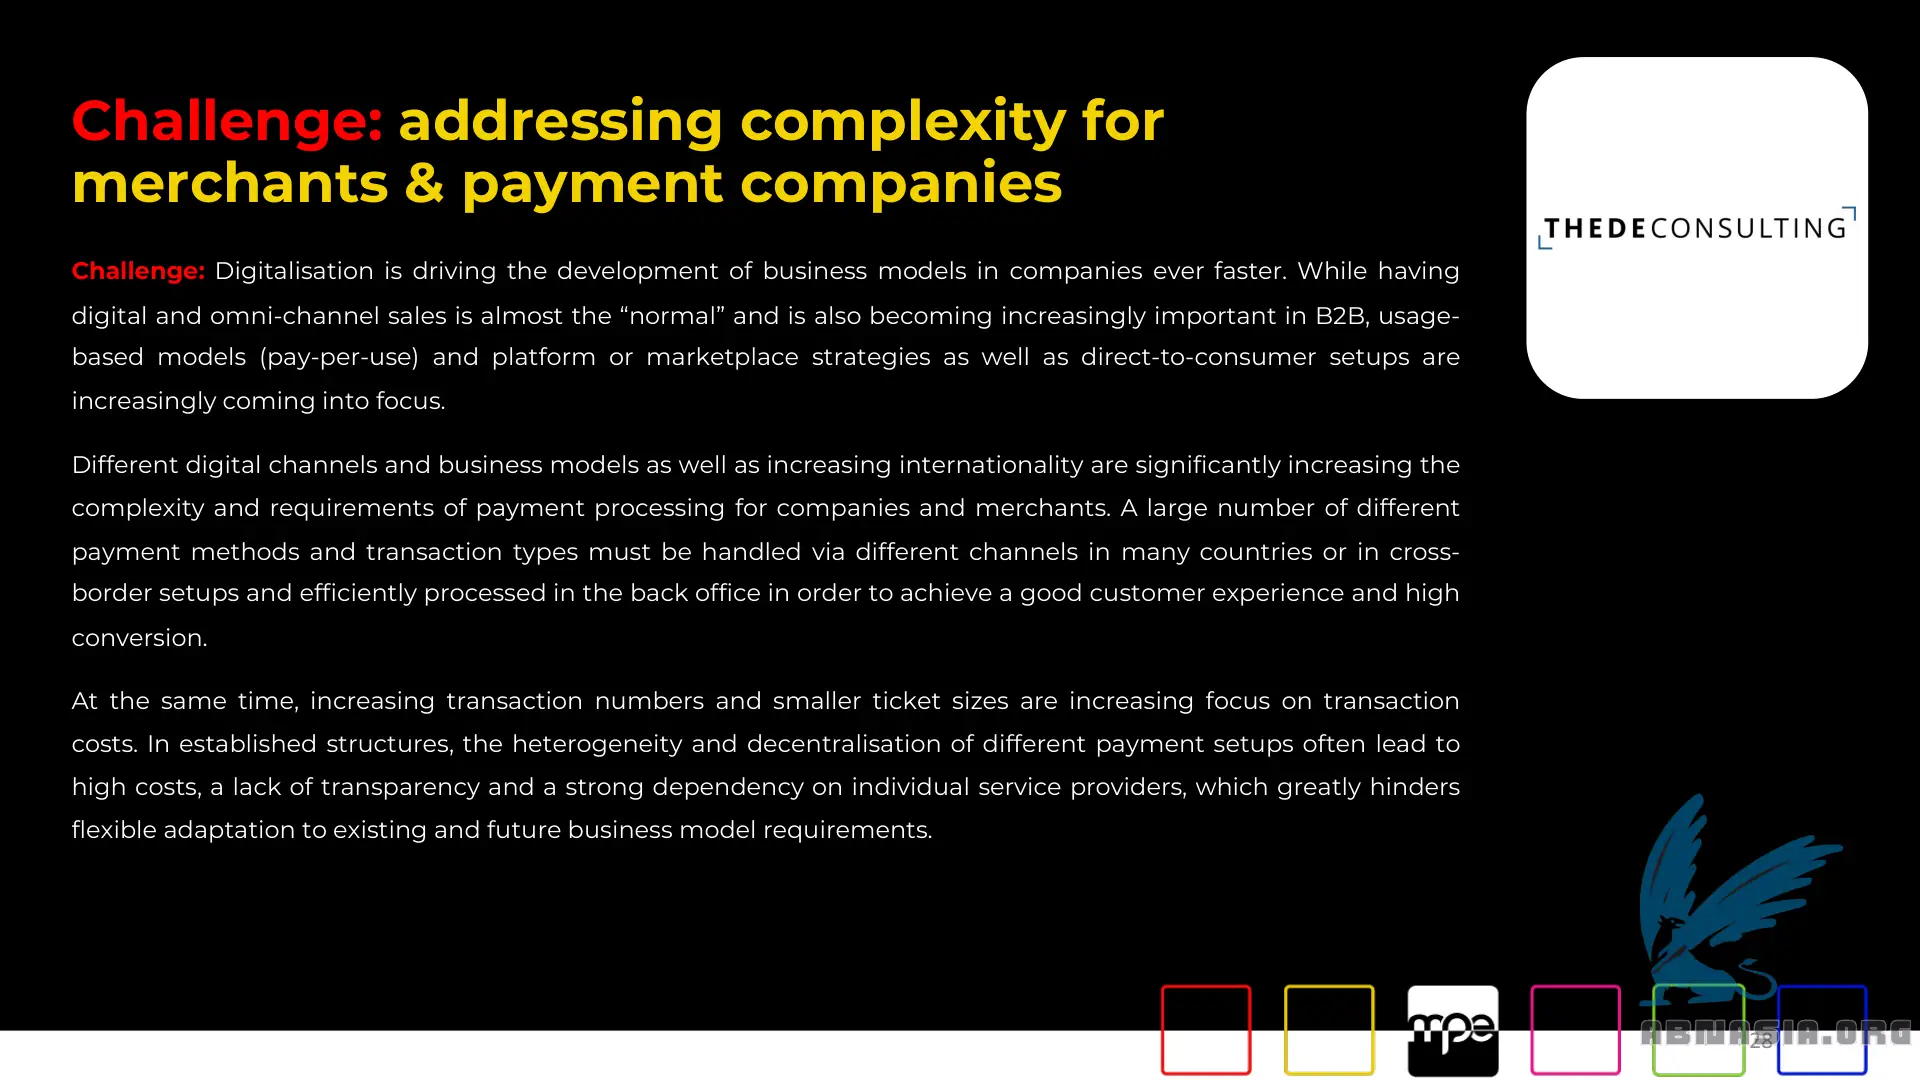 Challenge: addressing complexity for
merchants & payment companies
THEDECONSULTING
Challenge: Digitalisation is driving the development of business models in companies ever faster. While having
digital and omni-channel sales is almost the “normal” and is also becoming increasingly important in B2B, usage-
based models (pay-per-use) and platform or marketplace strategies as well as direct-to-consumer setups are
increasingly coming into focus.
Different digital channels and business models as well as increasing internationality are significantly increasing the
complexity and requirements of payment processing for companies and merchants. A large number of different
payment methods and transaction types must be handled via different channels in many countries or in cross-
border setups and efficiently processed in the back office in order to achieve a good customer experience and high
conversion.
At the same time, increasing transaction numbers and smaller ticket sizes are increasing focus on transaction
costs. In established structures, the heterogeneity and decentralisation of different payment setups often lead to
high costs, a lack of transparency and a strong dependency on individual service providers, which greatly hinders
flexible adaptation to existing and future business model requirements.
mpe
ABMASIA.ORG
28